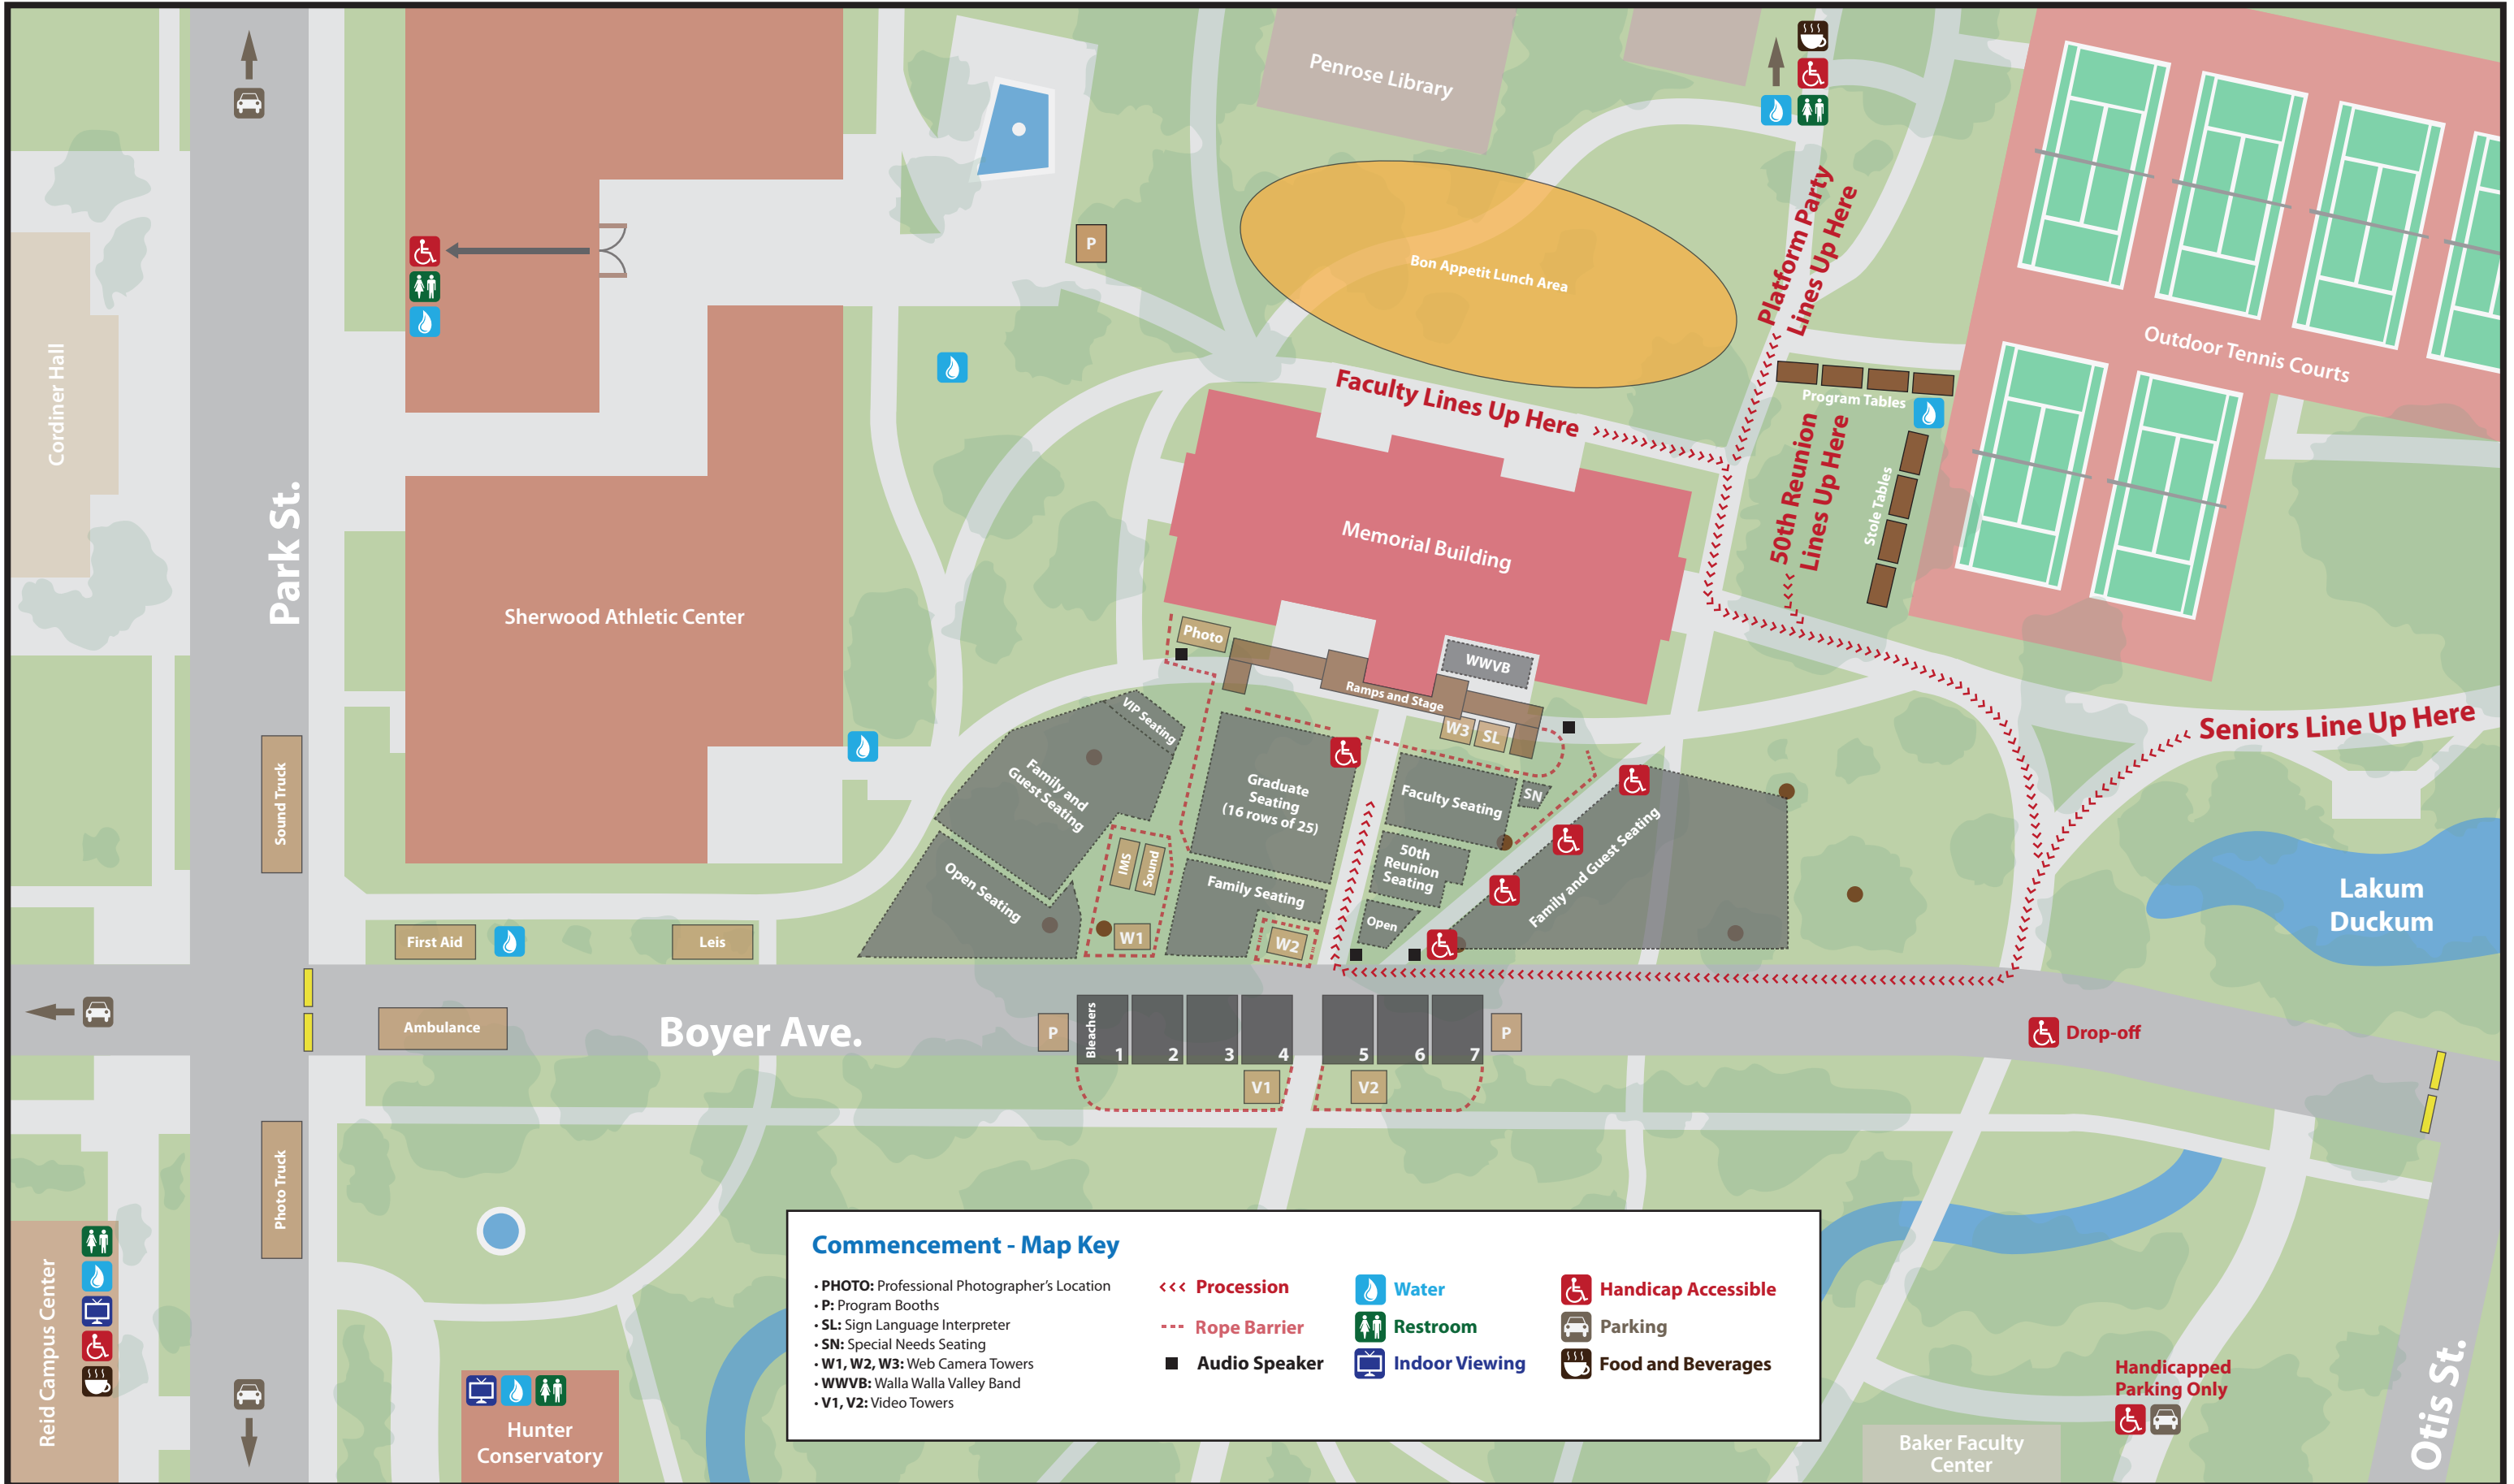 Penrose Library
Bon Appetit Lunch Area
P
Platform Party
Lines Up Here
Outdoor Tennis Courts
Cordiner Hall
Park St.
Faculty Lines Up Here
Program Tables
50th Reunion
Lines Up Here
Stole Tables
Memorial Building
Sherwood Athletic Center
Photo
WWVB
Ramps and Stage
W3
SL
VIP Seating
Seniors Line Up Here
Sound Truck
Family and
Guest Seating
Graduate
Seating
(16 rows of 25)
Faculty Seating
SN
Family and Guest Seating
IMS
Sound
50th
Reunion
Seating
Open Seating
Family Seating
Open
Lakum
Duckum
First Aid
Leis
W1
W2
Ambulance
Boyer Ave.
P
Bleachers
1
2
3
4
5
6
7
P
Drop-off
V1
V2
Photo Truck
Reid Campus Center
Hunter
Conservatory
Commencement - Map Key
• PHOTO: Professional Photographer's Location
• P: Program Booths
• SL: Sign Language Interpreter
• SN: Special Needs Seating
• W1, W2, W3: Web Camera Towers
• WWVB: Walla Walla Valley Band
• V1, V2: Video Towers
Procession
Rope Barrier
Audio Speaker
Water
Restroom
Indoor Viewing
Handicap Accessible
Parking
Food and Beverages
Handicapped
Parking Only
Baker Faculty
Center
Otis St.